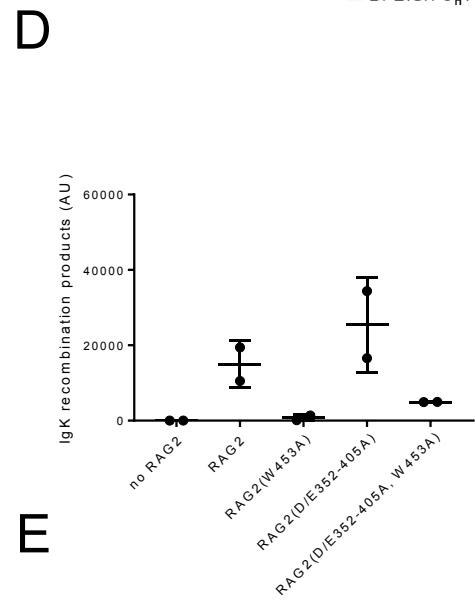 D
IgK recombination products (AU)
60000
40000
20000
0
no RAG2
RAG2
RAG2(W453A)
RAG2(D/E352-405A)
RAG2(D/E352-405A, W453A)
E